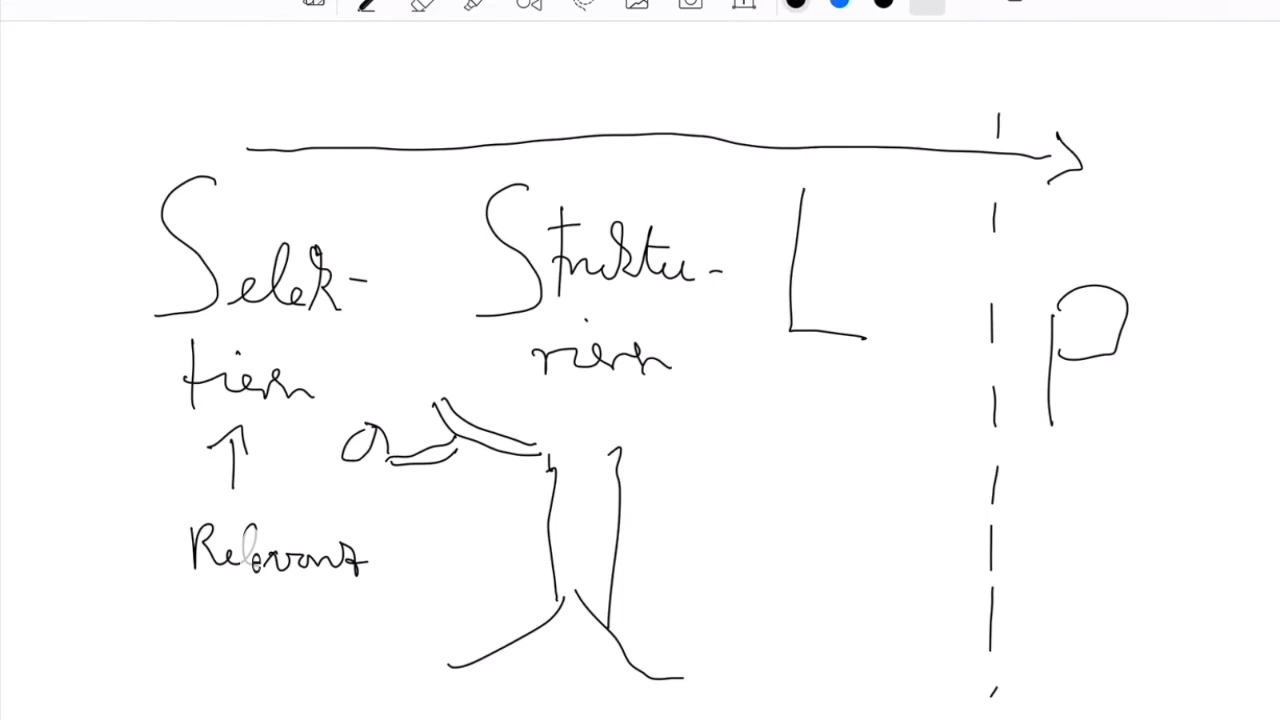 Selek-
tieren
Struktu-
rieren
L
P
Relevanz